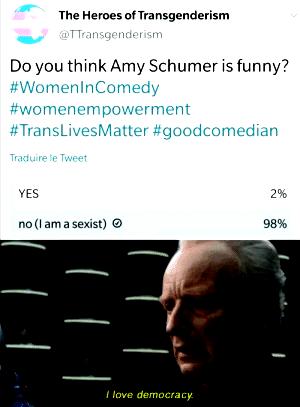 The Heroes of Transgenderism
@TTransgenderism
Do you think Amy Schumer is funny?
#WomenInComedy
#womenempowerment
#TransLivesMatter #goodcomedian
Traduire le Tweet
YES 2%
no (I am a sexist) 98%
I love democracy.